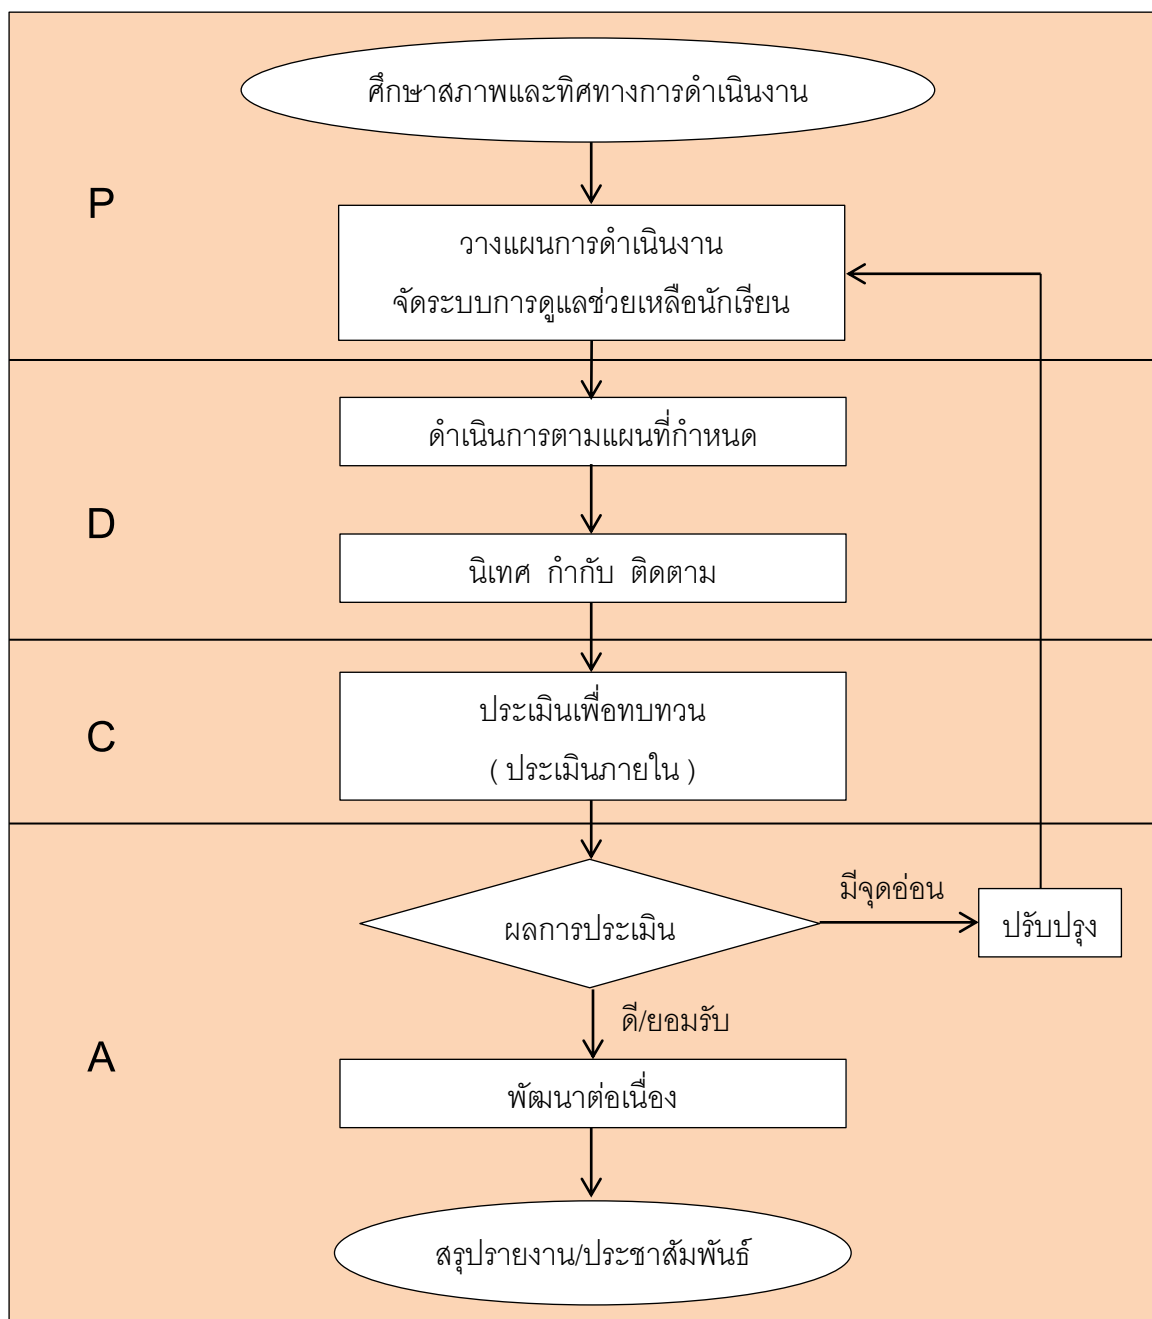 ศึกษาสภาพและทิศทางการดำเนินงาน
P
วางแผนการดำเนินงาน
จัดระบบการดูแลช่วยเหลือนักเรียน
ดำเนินการตามแผนที่กำหนด
D
นิเทศ กำกับ ติดตาม
C
ประเมินเพื่อทบทวน
( ประเมินภายใน )
ผลการประเมิน
มีจุดอ่อน
ปรับปรุง
ดี/ยอมรับ
A
พัฒนาต่อเนื่อง
สรุปรายงาน/ประชาสัมพันธ์